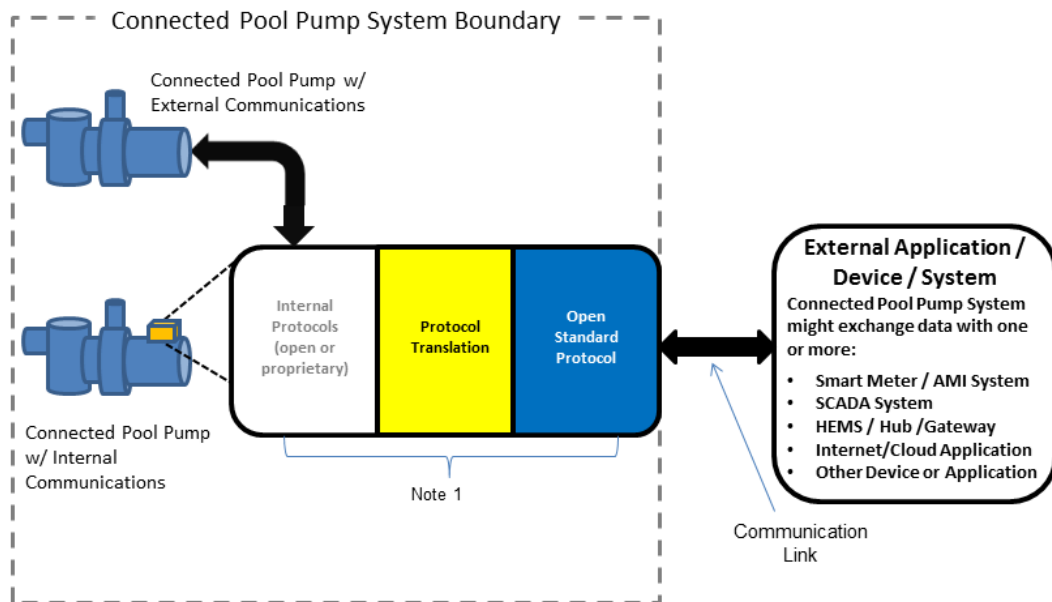 Connected Pool Pump System Boundary
Connected Pool Pump w/
External Communications
Internal
Protocols
(open or
proprietary)
Protocol
Translation
Open
Standard
Protocol
External Application /
Device / System
Connected Pool Pump System
might exchange data with one
or more:
• Smart Meter / AMI System
• SCADA System
• HEMS / Hub /Gateway
• Internet/Cloud Application
• Other Device or Application
Connected Pool Pump
w/ Internal
Communications
Note 1
Communication
Link